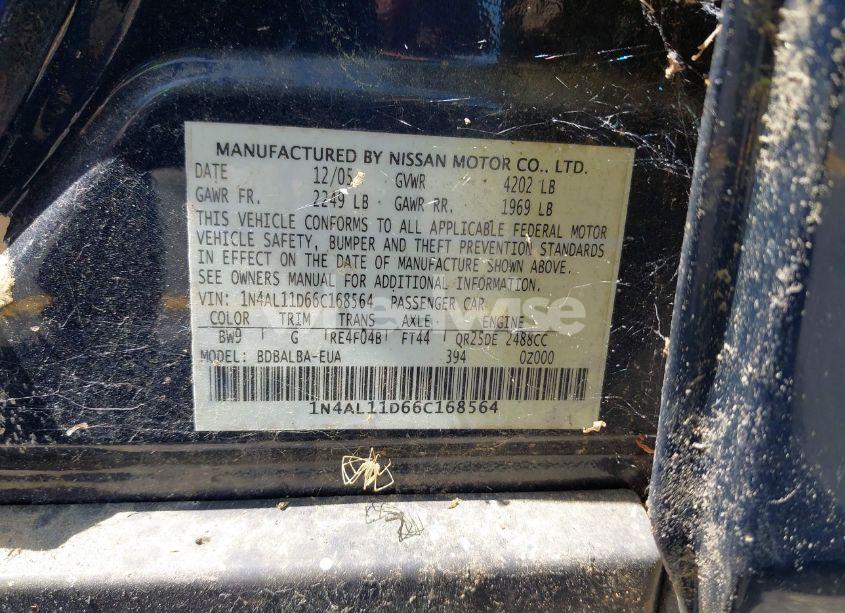 MANUFACTURED BY NISSAN MOTOR CO., LTD.
DATE 12/05 GVWR 4202 LB
GAWR FR. 2249 LB GAWR RR. 1969 LB
THIS VEHICLE CONFORMS TO ALL APPLICABLE FEDERAL MOTOR
VEHICLE SAFETY, BUMPER AND THEFT PREVENTION STANDARDS
IN EFFECT ON THE DATE OF MANUFACTURE SHOWN ABOVE.
SEE OWNERS MANUAL FOR ADDITIONAL INFORMATION.
VIN: 1N4AL11D66C168564 PASSENGER CAR
COLOR TRIM TRANS AXLE ENGINE
BW9 G RE4F04B FT44 QR25DE 2488CC
MODEL: BDBALBA-EUA 394 0Z000
1N4AL11D66C168564